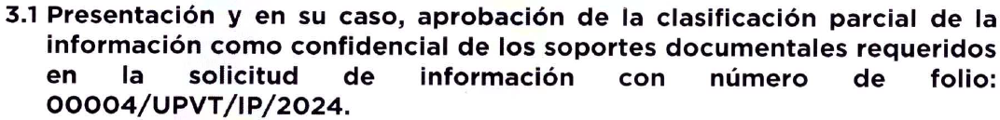 3.1 Presentación y en su caso, aprobación de la clasificación parcial de la
información como confidencial de los soportes documentales requeridos
en la solicitud de información con número de folio:
00004/UPVT/IP/2024.